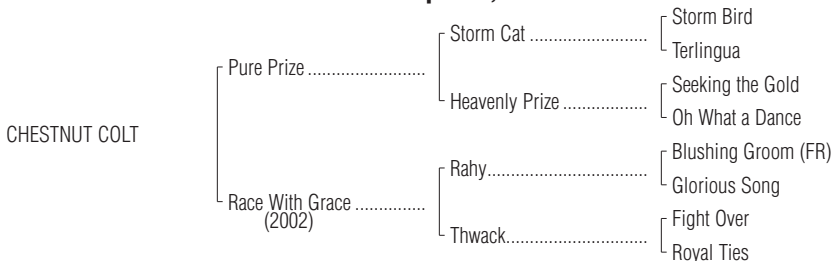 Storm Bird
Storm Cat ........................
Terlingua
Pure Prize ........................
Seeking the Gold
Heavenly Prize .................
Oh What a Dance
CHESTNUT COLT
Blushing Groom (FR)
Rahy.................................
Glorious Song
Race With Grace ..............
(2002)
Fight Over
Thwack.............................
Royal Ties